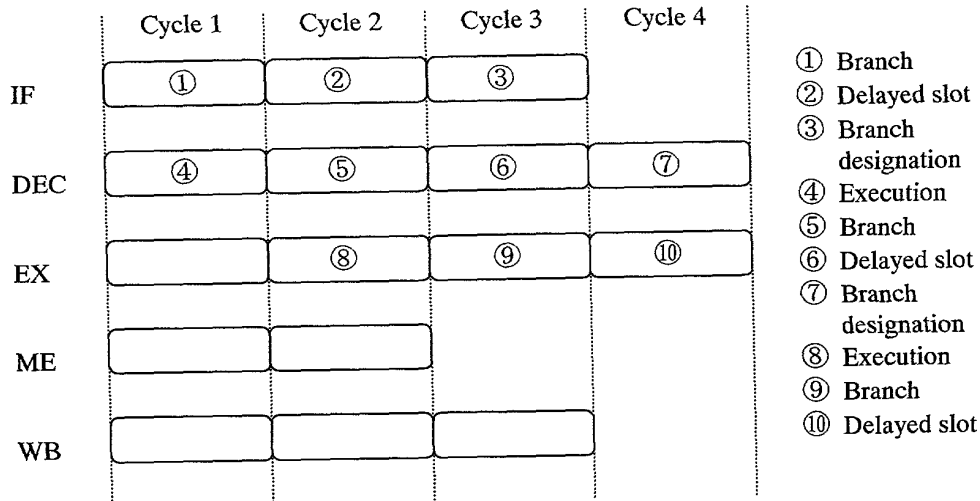 Cycle 1 Cycle 2 Cycle 3 Cycle 4
IF ① ② ③
DEC ④ ⑤ ⑥ ⑦
EX ⑧ ⑨ ⑩
ME
WB
① Branch
② Delayed slot
③ Branch
designation
④ Execution
⑤ Branch
⑥ Delayed slot
⑦ Branch
designation
⑧ Execution
⑨ Branch
⑩ Delayed slot